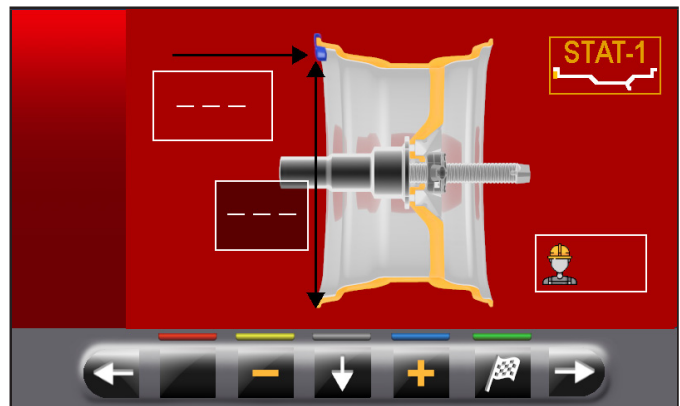 STAT-1
— — —
— — —